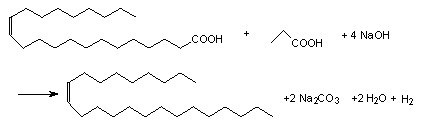 COOH + COOH + 4 NaOH
+2 Na2CO3 +2 H2O + H2